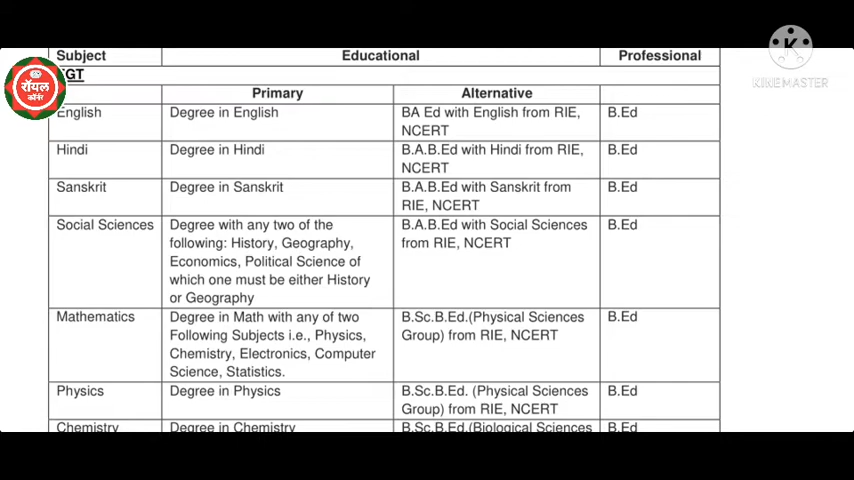 Subject Educational Professional
TGT
Primary Alternative
रॉयल
कॉर्नर
English Degree in English BA Ed with English from RIE, B.Ed
NCERT
Hindi Degree in Hindi B.A.B.Ed with Hindi from RIE, B.Ed
NCERT
Sanskrit Degree in Sanskrit B.A.B.Ed with Sanskrit from B.Ed
RIE, NCERT
Social Sciences Degree with any two of the B.A.B.Ed with Social Sciences B.Ed
following: History, Geography, from RIE, NCERT
Economics, Political Science of
which one must be either History
or Geography
Mathematics Degree in Math with any of two B.Sc.B.Ed.(Physical Sciences B.Ed
Following Subjects i.e., Physics, Group) from RIE, NCERT
Chemistry, Electronics, Computer
Science, Statistics.
Physics Degree in Physics B.Sc.B.Ed. (Physical Sciences B.Ed
Group) from RIE, NCERT
Chemistry Degree in Chemistry B.Sc.B.Ed.(Biological Sciences B.Ed
K
KINEMASTER